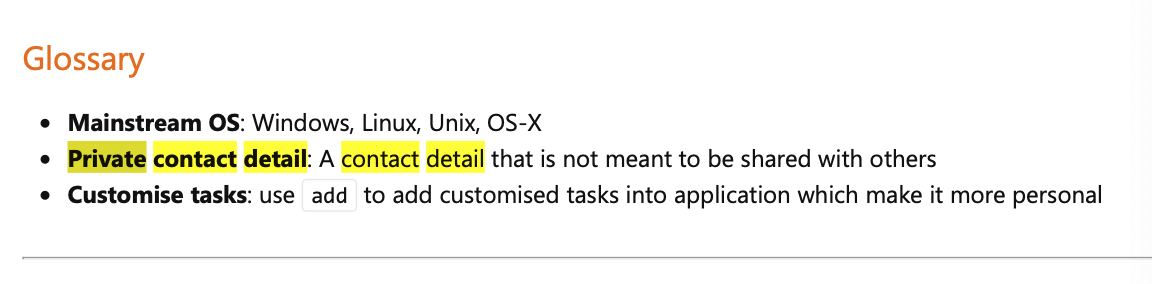 Glossary
• Mainstream OS: Windows, Linux, Unix, OS-X
• Private contact detail: A contact detail that is not meant to be shared with others
• Customise tasks: use add to add customised tasks into application which make it more personal